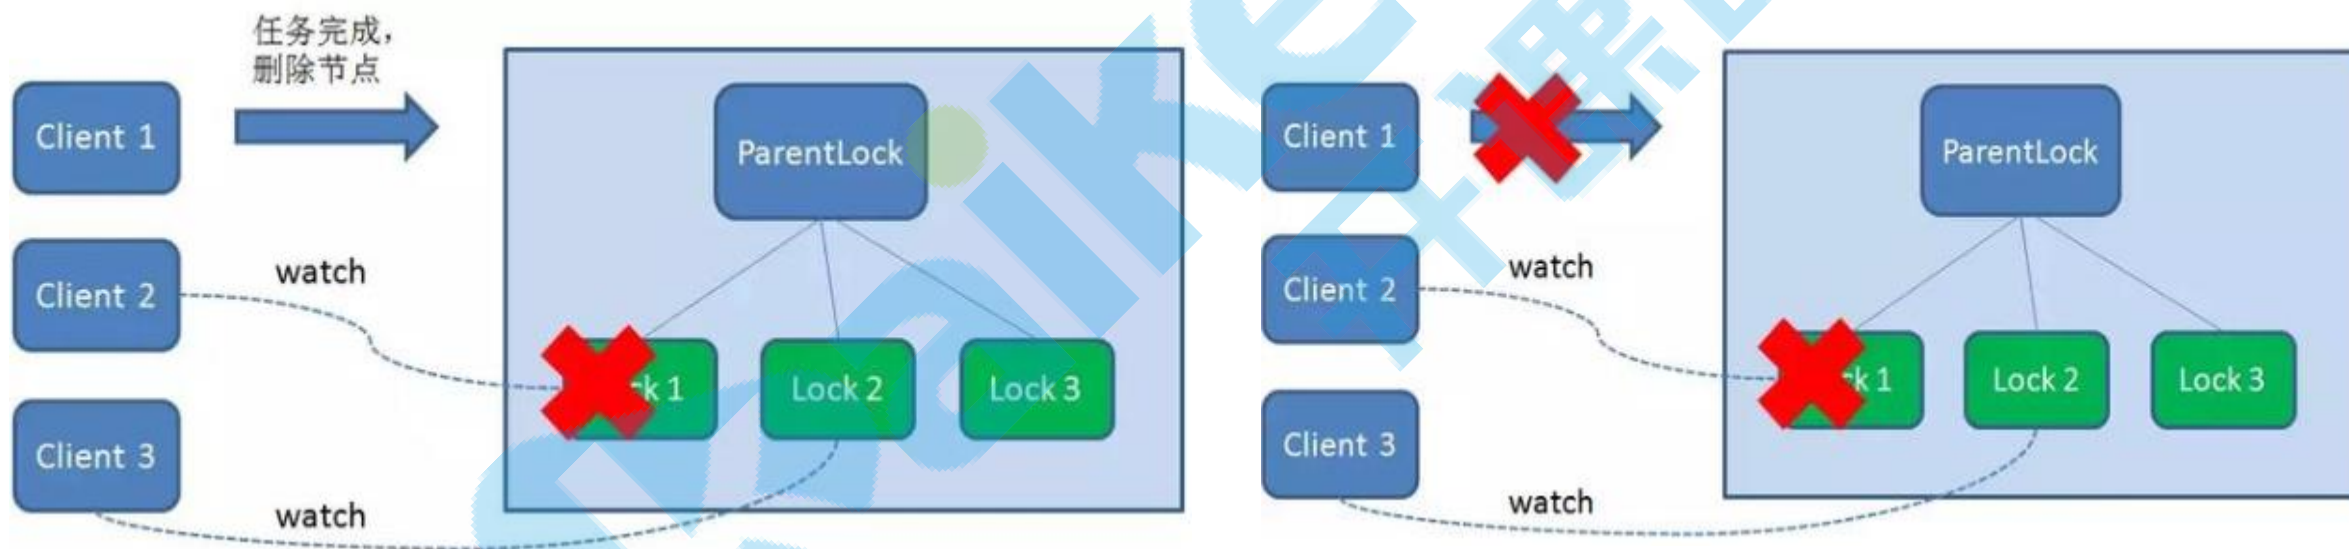 任务完成，
删除节点
Client 1
ParentLock
Client 2
watch
Lock 2
Lock 3
Client 3
watch
Client 1
ParentLock
Client 2
watch
Lock 2
Lock 3
Client 3
watch